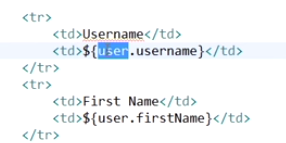 <tr>
<td>Username</td>
<td>${user.username}</td>
</tr>
<tr>
<td>First Name</td>
<td>${user.firstName}</td>
</tr>